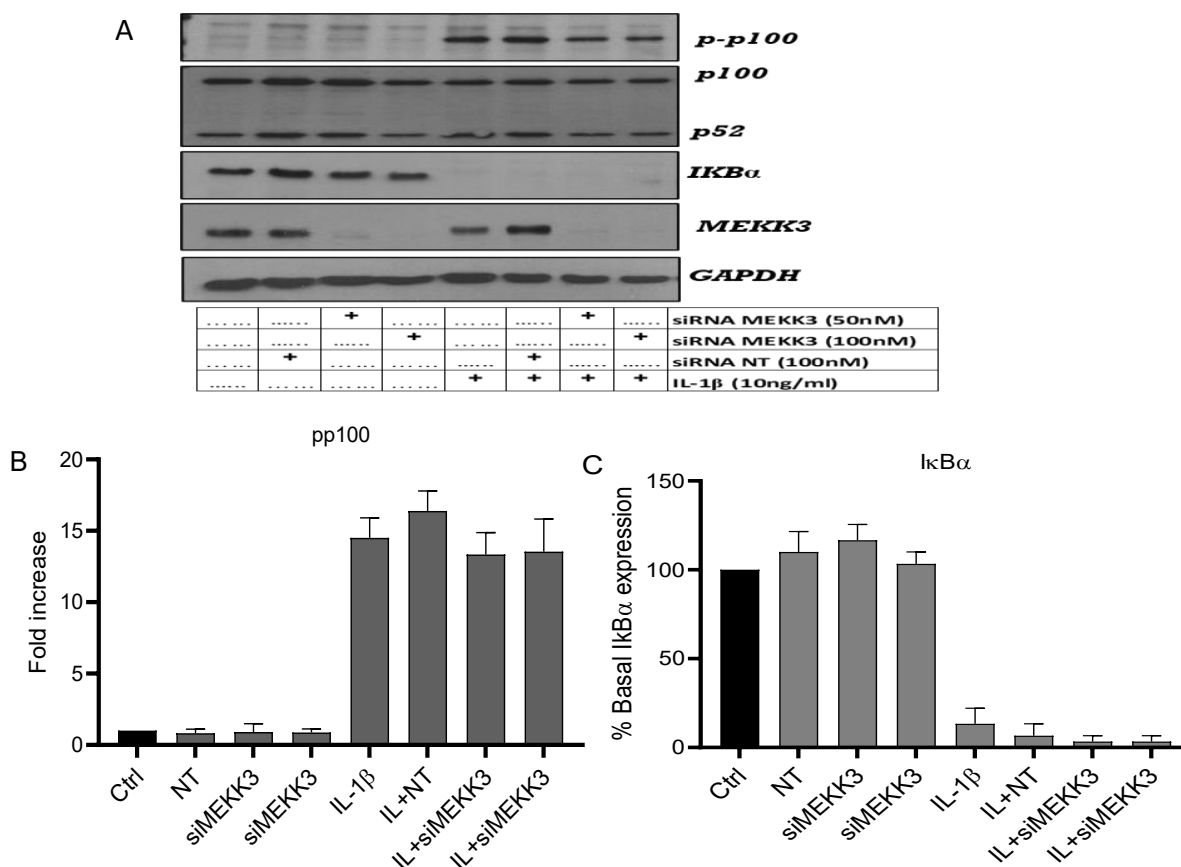 A
p-p100
p100
p52
IKBα
MEKK3
GAPDH
... ... ...... + ... ... ... ... ...... + ...... siRNA MEKK3 (50nM)
... ... ...... ...... + ... ... ...... ...... + siRNA MEKK3 (100nM)
... ... + ... ... ... ... ...... + ...... ...... siRNA NT (100nM)
...... ... ... ... ... ... ... + + + + IL-1β (10ng/ml)
B
pp100
Fold increase
20
15
10
5
0
Ctrl
NT
siMEKK3
siMEKK3
IL-1β
IL+NT
IL+siMEKK3
IL+siMEKK3
C
IκBα
% Basal IkBα expression
150
100
50
0
Ctrl
NT
siMEKK3
siMEKK3
IL-1β
IL+NT
IL+siMEKK3
IL+siMEKK3